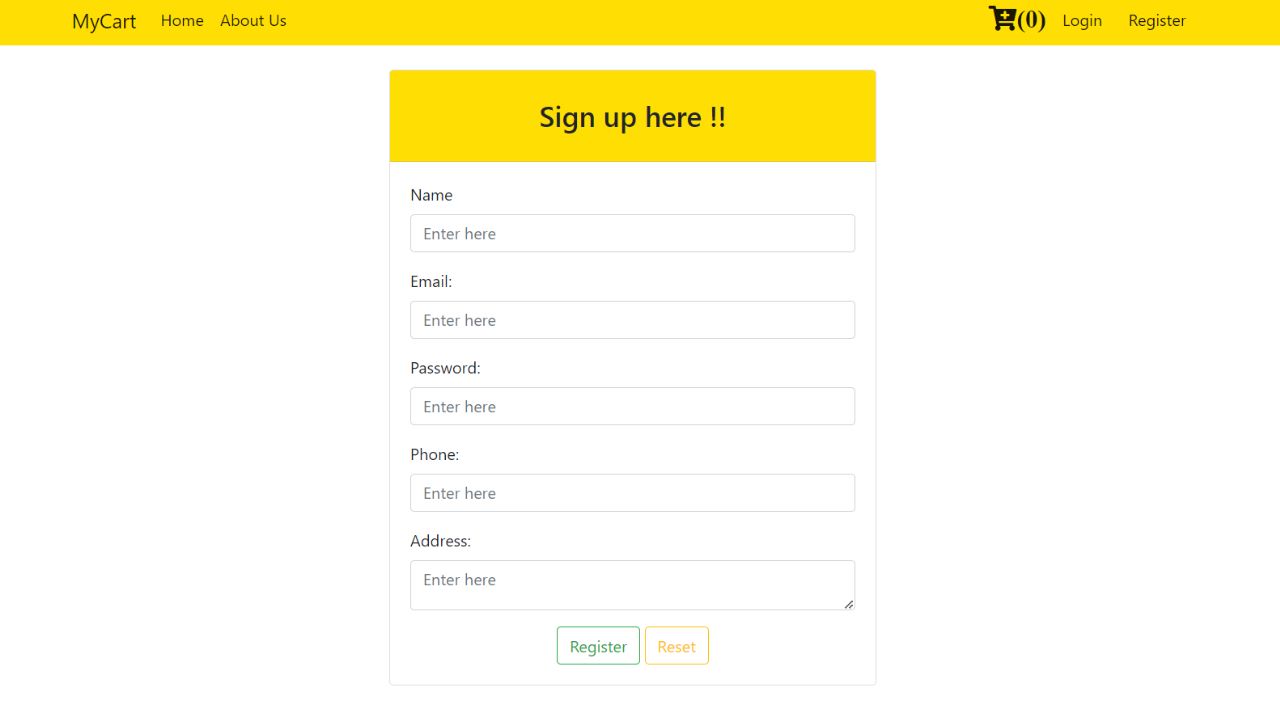 MyCart Home About Us (0) Login Register
Sign up here !!
Name
Enter here
Email:
Enter here
Password:
Enter here
Phone:
Enter here
Address:
Enter here
Register Reset